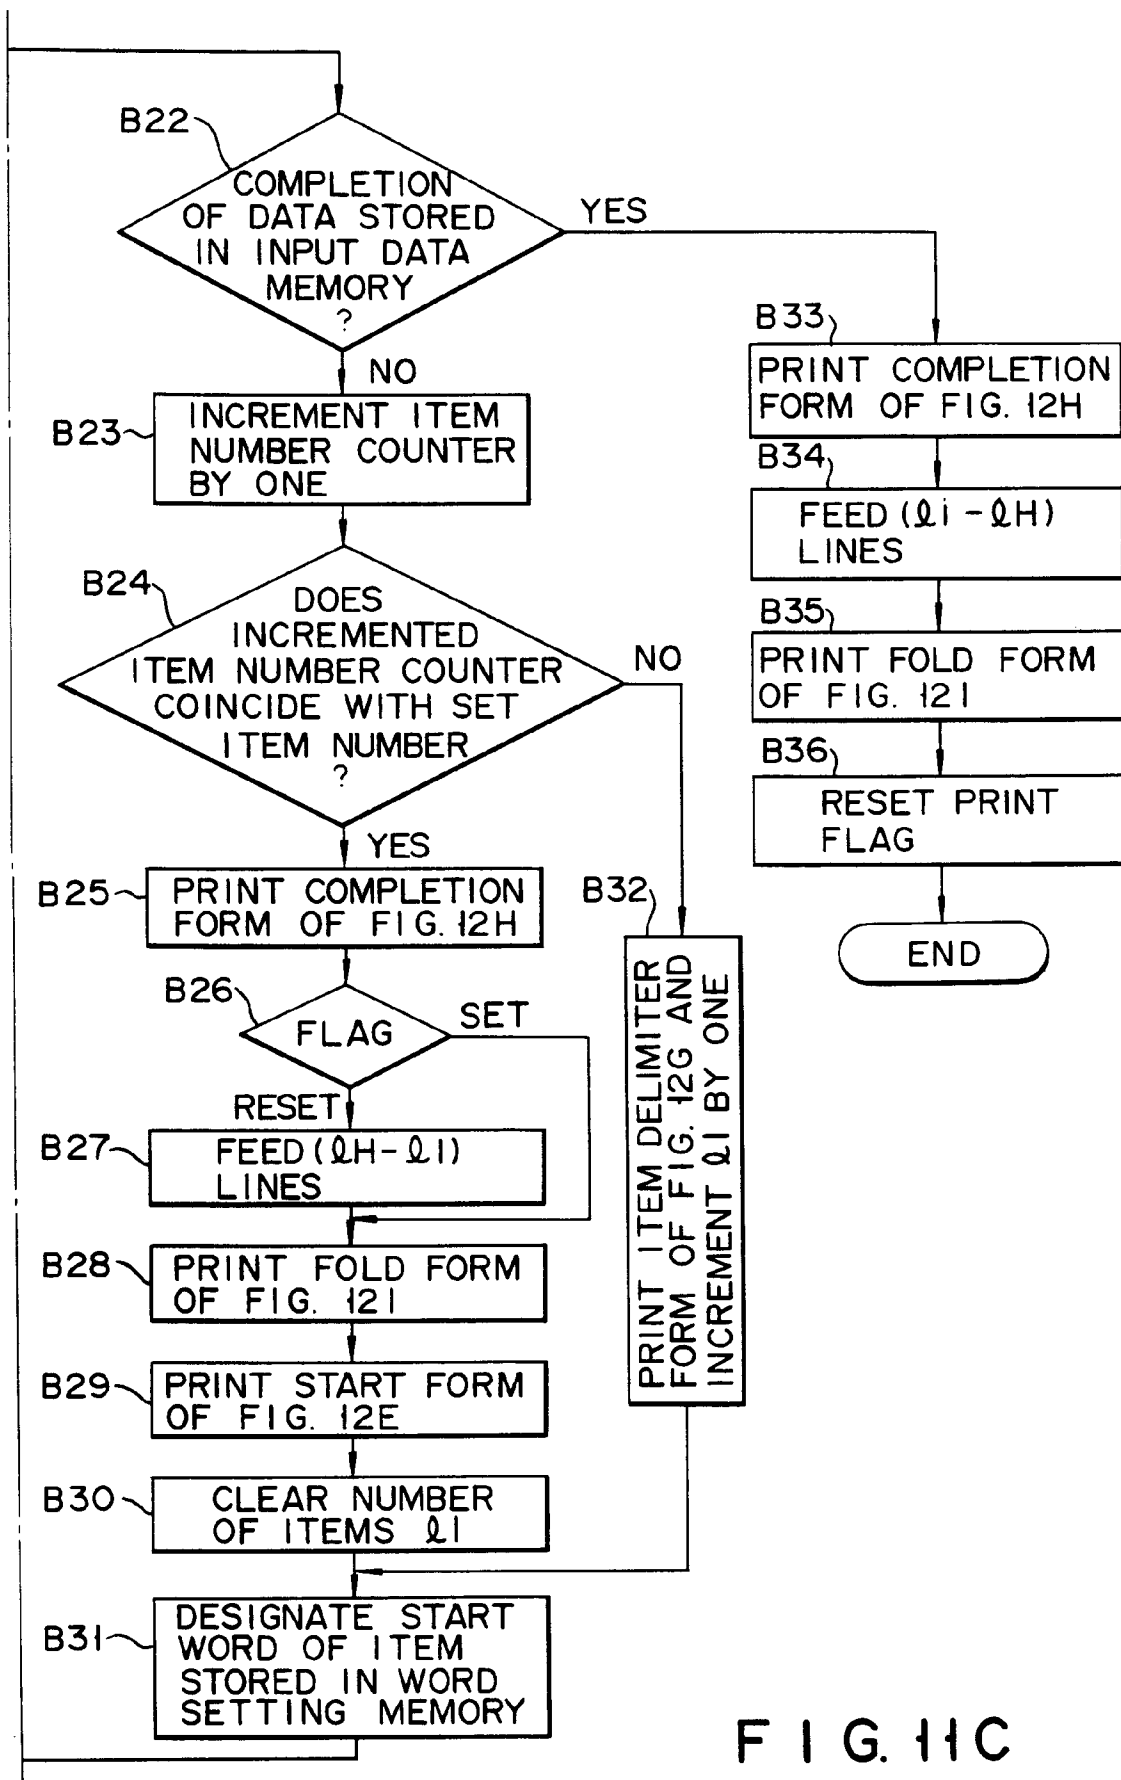 B22
COMPLETION
OF DATA STORED
IN INPUT DATA
MEMORY
?
YES
NO
B23
INCREMENT ITEM
NUMBER COUNTER
BY ONE
B24
DOES
INCREMENTED
ITEM NUMBER COUNTER
COINCIDE WITH SET
ITEM NUMBER
?
NO
YES
B25
PRINT COMPLETION
FORM OF FIG. 12H
B26
FLAG
SET
RESET
B27
FEED (ℓH-ℓI)
LINES
B28
PRINT FOLD FORM
OF FIG. 12I
B29
PRINT START FORM
OF FIG. 12E
B30
CLEAR NUMBER
OF ITEMS ℓI
B31
DESIGNATE START
WORD OF ITEM
STORED IN WORD
SETTING MEMORY
B32
PRINT ITEM DELIMITER
FORM OF FIG. 12G AND
INCREMENT ℓI BY ONE
B33
PRINT COMPLETION
FORM OF FIG. 12H
B34
FEED (ℓi-ℓH)
LINES
B35
PRINT FOLD FORM
OF FIG. 12I
B36
RESET PRINT
FLAG
END
FIG. 11C